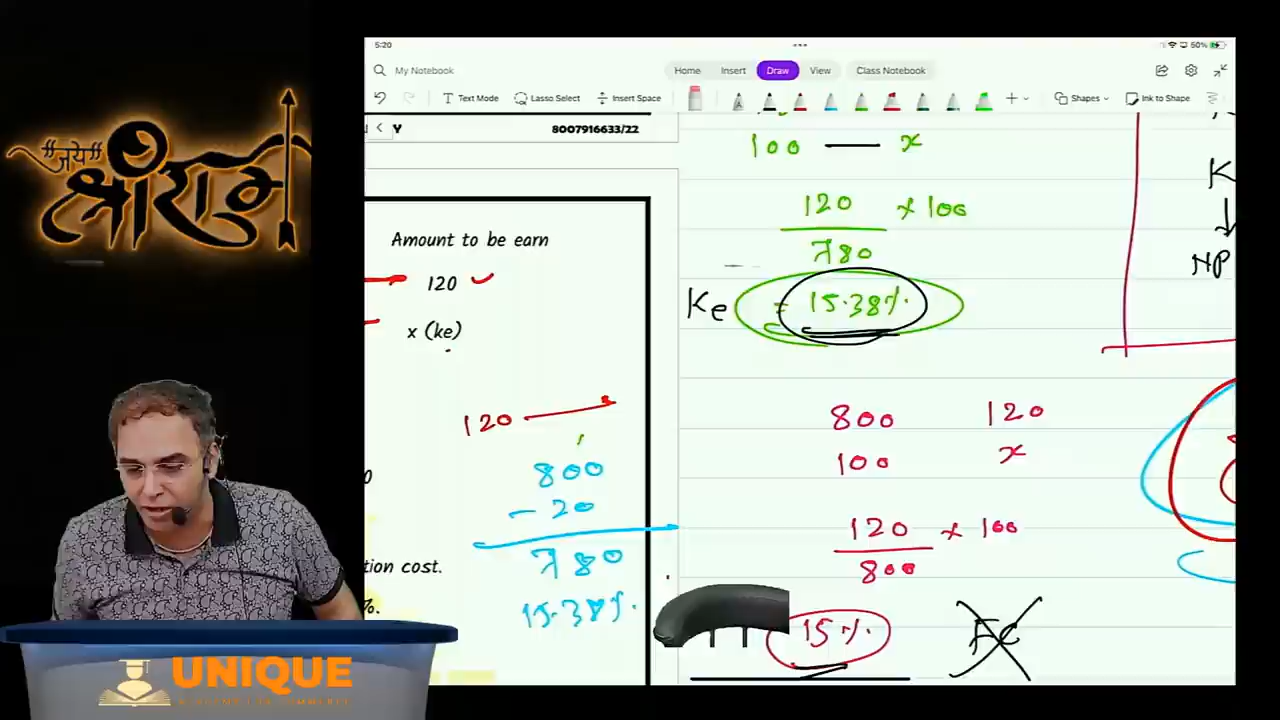 5:20
50%
My Notebook
Home Insert Draw View Class Notebook
Text Mode
Lasso Select
Insert Space
Shapes
Ink to Shape
Y
8007916633/22
"जय"
श्रीराम
Amount to be earn
120
x (ke)
120
800
- 20
780
15.38%.
tion cost.
%.
100 — x
120 × 100
780
Ke = 15.38%.
K
NP
800 120
100 x
120 × 100
800
15%.
UNIQUE